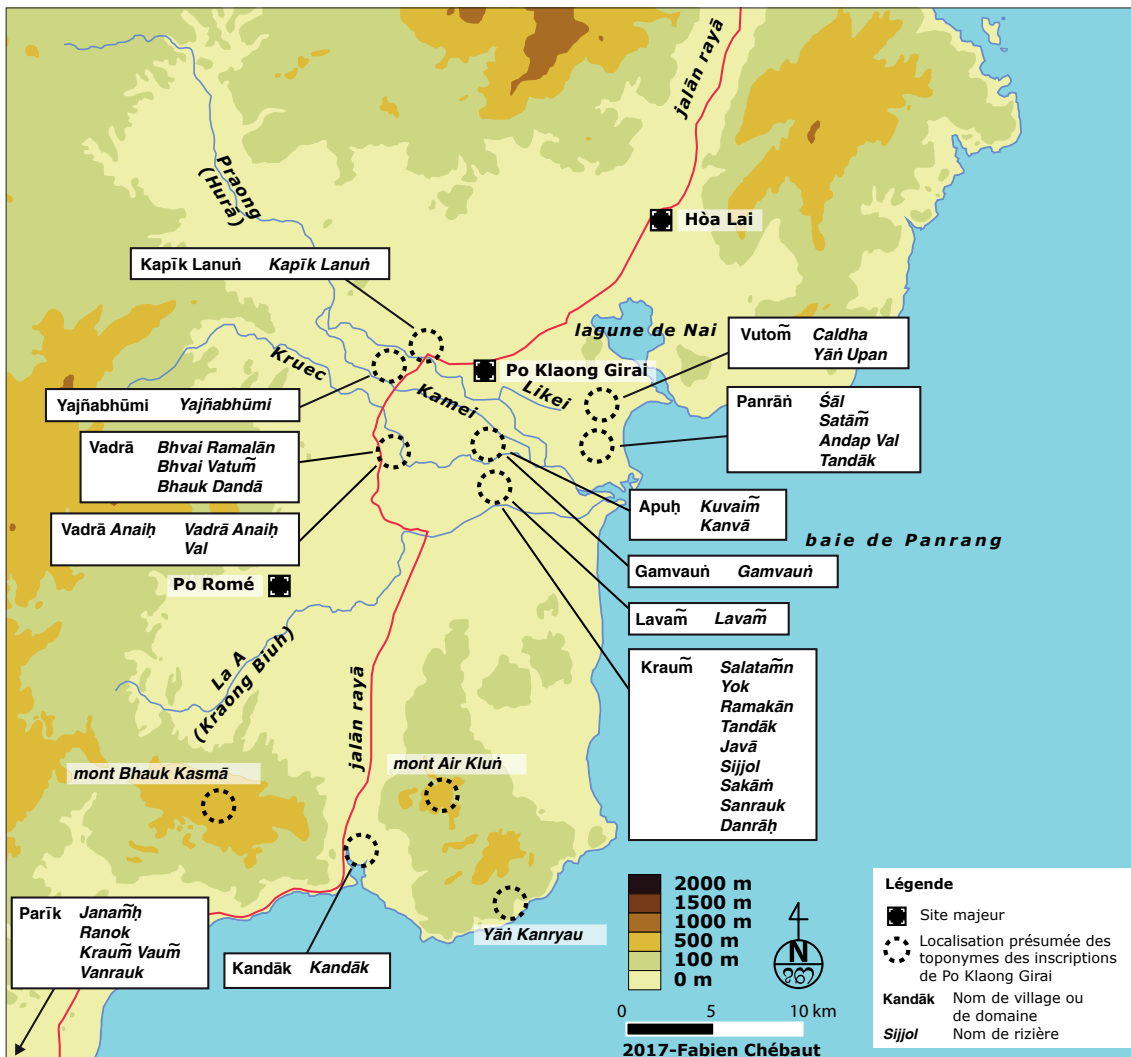 jalān rayā
Praong
(Hurā)
Hòa Lai
Kapīk Lanuṅ Kapīk Lanuṅ
lagune de Nai
Vutom̃ Caldha
Yāṅ Upan
Kruec
Po Klaong Girai
Likei
Kamei
Yajñabhūmi Yajñabhūmi
Panrāṅ Śāl
Satām̃
Andap Val
Tandāk
Vadrā Bhvai Ramalān
Bhvai Vatum̃
Bhauk Dandā
Apuḥ Kuvaim̃
Kanvā
Vadrā Anaiḥ Vadrā Anaiḥ
Val
baie de Panrang
Gamvauṅ Gamvauṅ
Po Romé
Lavam̃ Lavam̃
La A
(Kraong Biuh)
Kraum̃ Salatam̃n
Yok
Ramakān
Tandāk
Javā
Sijjol
Sakāṁ
Sanrauk
Danrāḥ
jalān rayā
mont Bhauk Kasmā
mont Air Kluṅ
Parīk Janam̃ḥ
Ranok
Kraum̃ Vaum̃
Vanrauk
Yāṅ Kanryau
Kandāk Kandāk
2000 m
1500 m
1000 m
500 m
100 m
0 m
N
0 5 10 km
2017-Fabien Chébaut
Légende
Site majeur
Localisation présumée des
toponymes des inscriptions
de Po Klaong Girai
Kandāk Nom de village ou
de domaine
Sijjol Nom de rizière